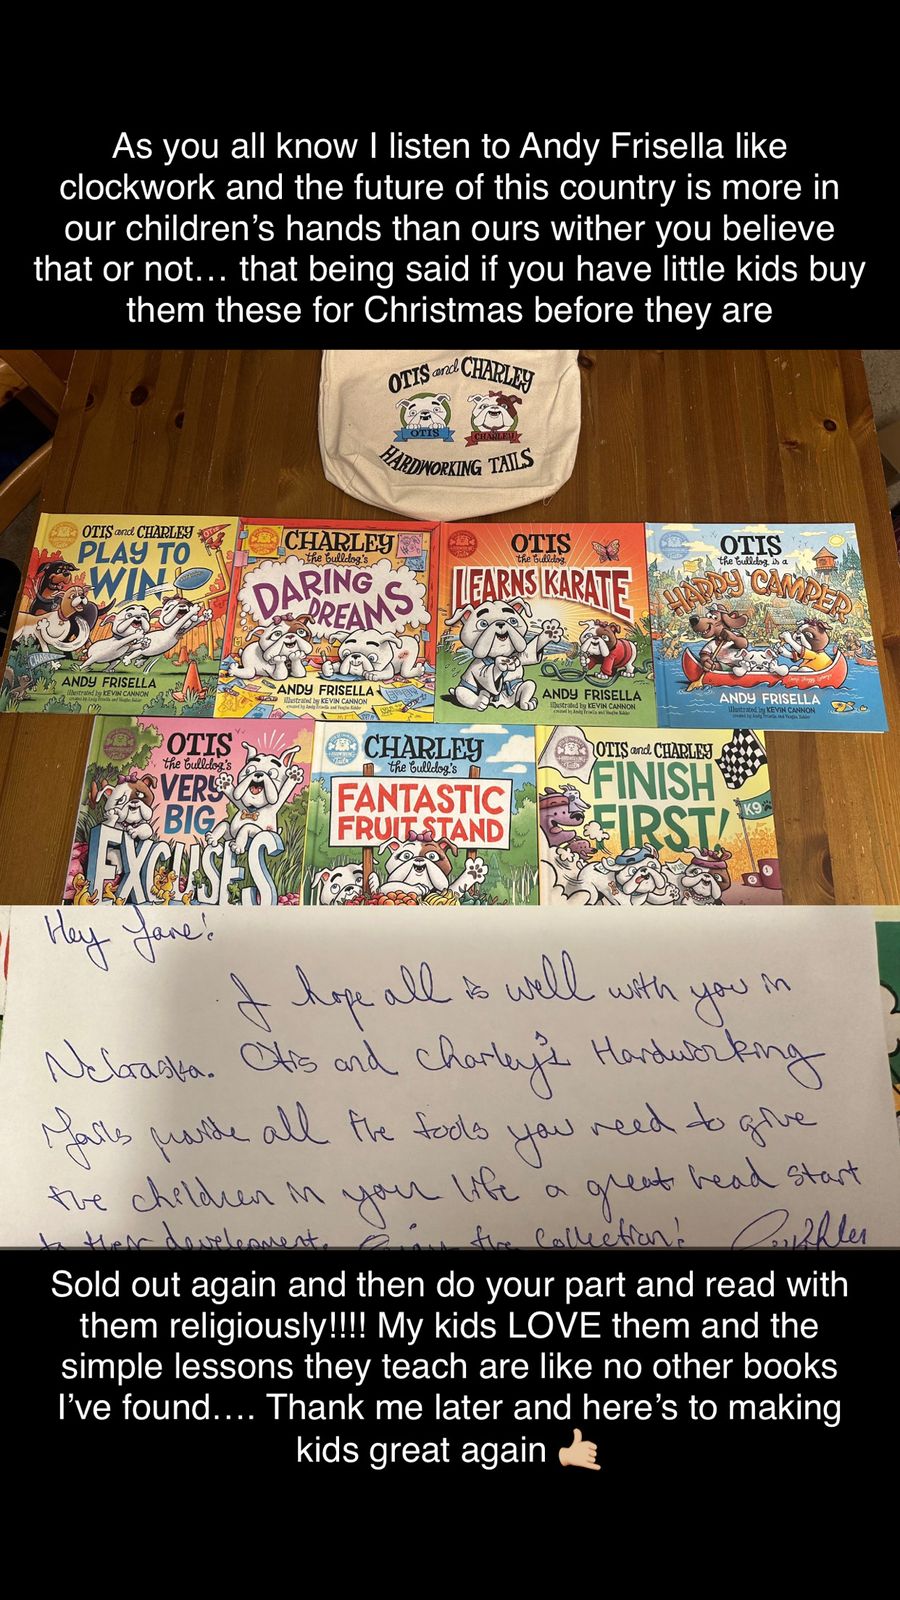 As you all know I listen to Andy Frisella like
clockwork and the future of this country is more in
our children's hands than ours wither you believe
that or not... that being said if you have little kids buy
them these for Christmas before they are
OTIS and CHARLEY
OTIS
CHARLEY
HARDWORKING TAILS
OTIS and CHARLEY
PLAY TO
WIN
ANDY FRISELLA
Illustrated by KEVIN CANNON
CHARLEY
the Bulldog's
DARING
DREAMS
ANDY FRISELLA
Illustrated by KEVIN CANNON
OTIS
the Bulldog
LEARNS KARATE
ANDY FRISELLA
Illustrated by KEVIN CANNON
OTIS
the Bulldog is a
HAPPY CAMPER
ANDY FRISELLA
Illustrated by KEVIN CANNON
OTIS
the Bulldog's
VERY
BIG
EXCUSES
CHARLEY
the Bulldog's
FANTASTIC
FRUIT STAND
OTIS and CHARLEY
FINISH
FIRST!
K9
Hey
I hope all is well with you in
Nebraska. Otis and Charley's Hardworking
Tails provide all the tools you need to give
the children in your life a great head start
to their development. Enjoy the Collection!
Sold out again and then do your part and read with
them religiously!!!! My kids LOVE them and the
simple lessons they teach are like no other books
I've found.... Thank me later and here's to making
kids great again 🤙🏼